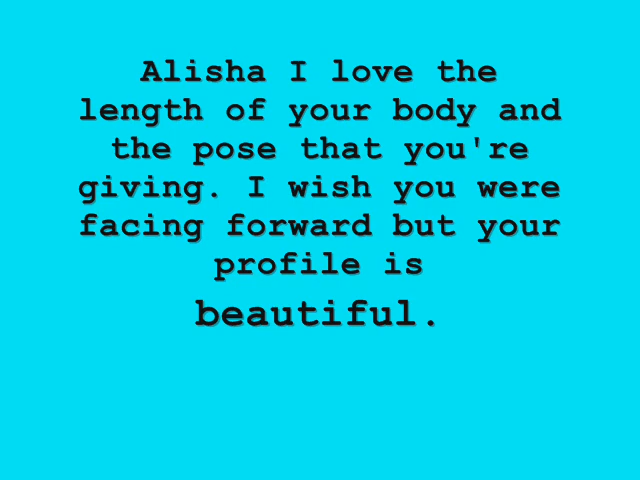 Alisha I love the
length of your body and
the pose that you're
giving. I wish you were
facing forward but your
profile is
beautiful.